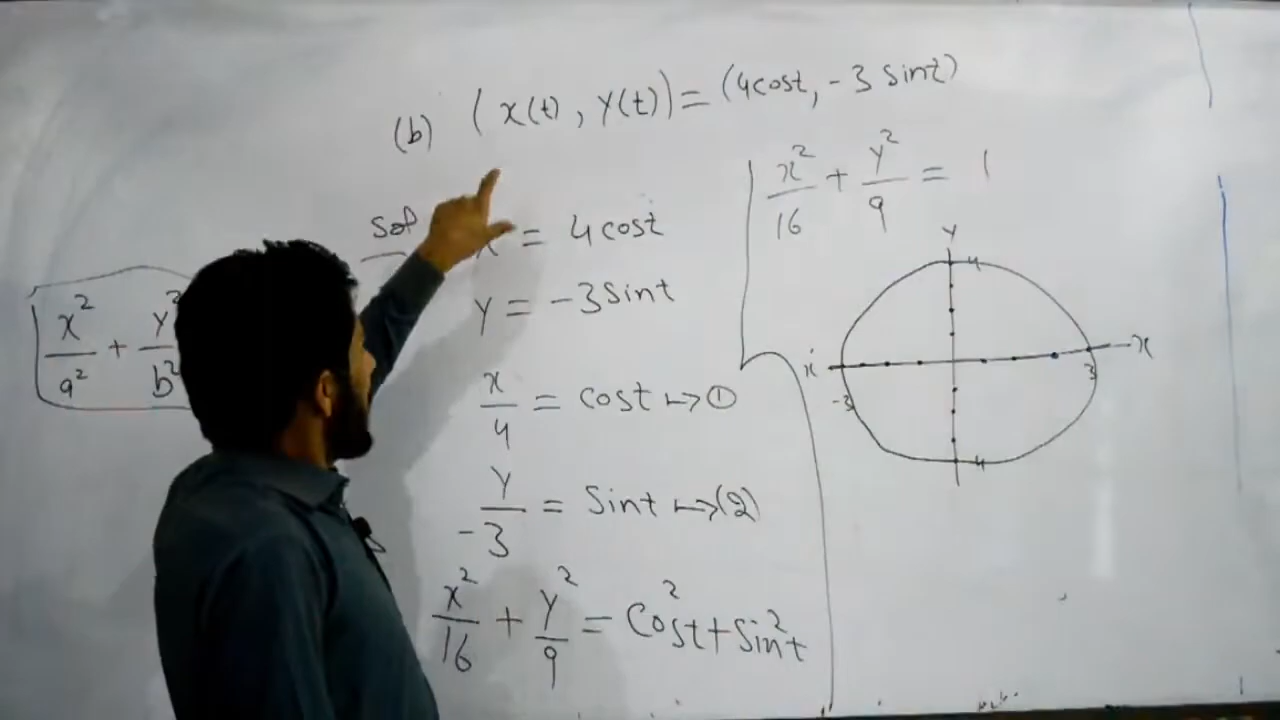 (b) (x(t), y(t)) = (4cost, -3 sint)
Sol
x = 4cost
y = -3sint
x/4 = cost ↦ ①
y/-3 = Sint ↦ (2)
x²/16 + y²/9 = Cos²t + Sin²t
x²/a² + y²/b²
x²/16 + y²/9 = 1
y
4
x
x
3
-3
4